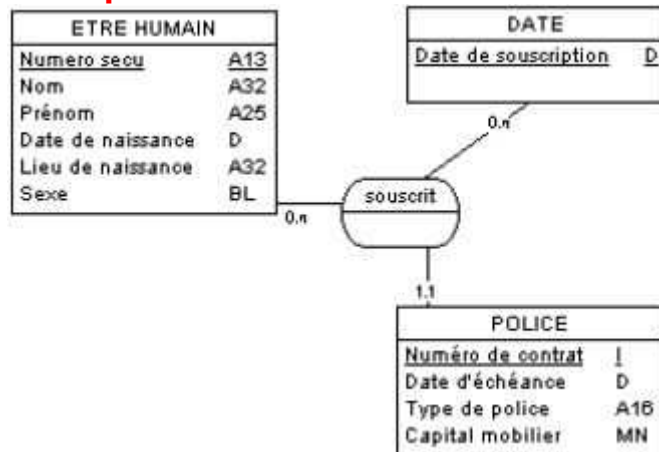 ETRE HUMAIN
Numero secu A13
Nom A32
Prénom A25
Date de naissance D
Lieu de naissance A32
Sexe BL
DATE
Date de souscription D
0.n
souscrit
0.n
1.1
POLICE
Numéro de contrat I
Date d'échéance D
Type de police A16
Capital mobilier MN